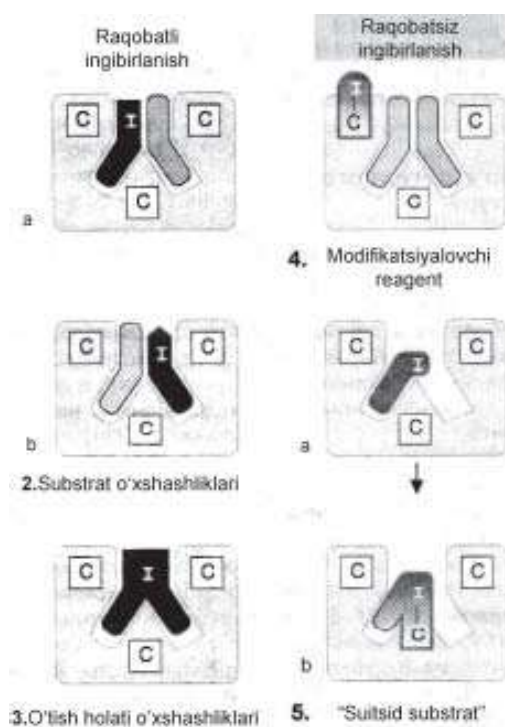 Raqobatli
ingibirlanish
I
C
C
C
a
b
I
C
C
C
2.Substrat o'xshashliklari
I
C
C
C
3.O'tish holati o'xshashliklari
Raqobatsiz
ingibirlanish
I
C
C
C
4. Modifikatsiyalovchi
reagent
I
C
C
C
a
I
C
C
C
b
5. "Suitsid substrat"